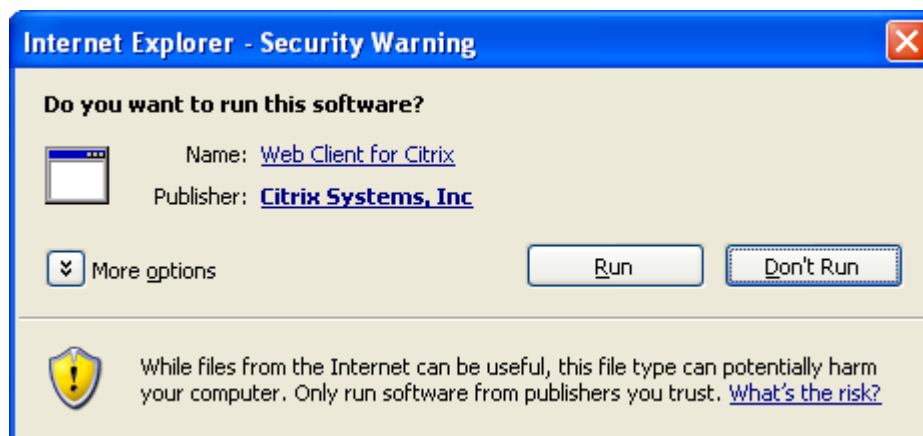 Internet Explorer - Security Warning
Do you want to run this software?
Name: Web Client for Citrix
Publisher: Citrix Systems, Inc
More options
Run
Don't Run
While files from the Internet can be useful, this file type can potentially harm
your computer. Only run software from publishers you trust. What's the risk?